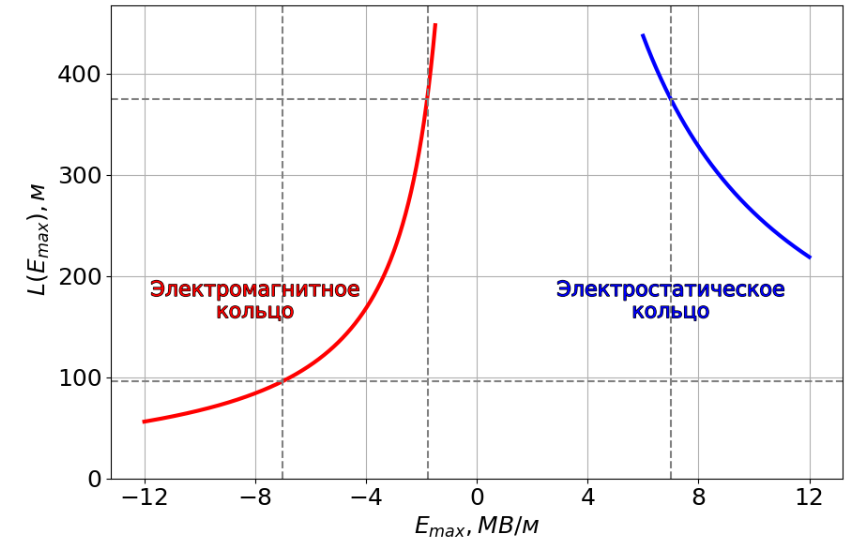 400
300
200
100
0
L(E_max), м
Электромагнитное
кольцо
Электростатическое
кольцо
−12 −8 −4 0 4 8 12
E_max, МВ/м